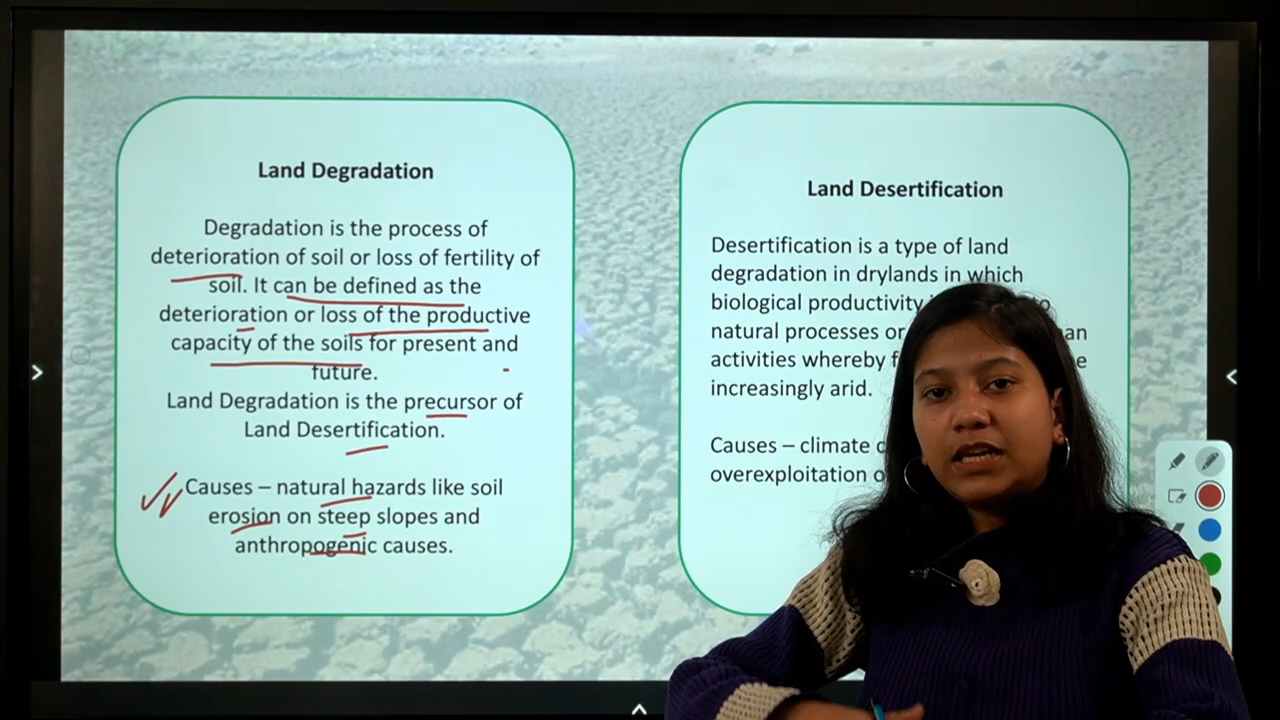 Land Degradation
Degradation is the process of
deterioration of soil or loss of fertility of
soil. It can be defined as the
deterioration or loss of the productive
capacity of the soils for present and
future.
Land Degradation is the precursor of
Land Desertification.
Causes – natural hazards like soil
erosion on steep slopes and
anthropogenic causes.
Land Desertification
Desertification is a type of land
degradation in drylands in which
biological productivity to
natural processes or
activities whereby
increasingly arid.
Causes – climate
overexploitation